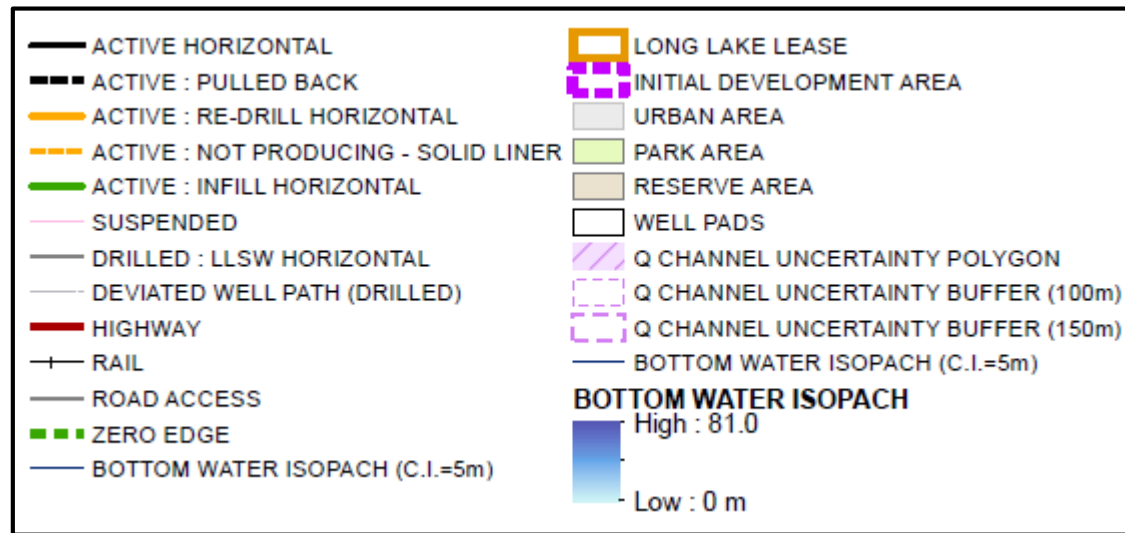 ACTIVE HORIZONTAL
ACTIVE : PULLED BACK
ACTIVE : RE-DRILL HORIZONTAL
ACTIVE : NOT PRODUCING - SOLID LINER
ACTIVE : INFILL HORIZONTAL
SUSPENDED
DRILLED : LLSW HORIZONTAL
DEVIATED WELL PATH (DRILLED)
HIGHWAY
RAIL
ROAD ACCESS
ZERO EDGE
BOTTOM WATER ISOPACH (C.I.=5m)
LONG LAKE LEASE
INITIAL DEVELOPMENT AREA
URBAN AREA
PARK AREA
RESERVE AREA
WELL PADS
Q CHANNEL UNCERTAINTY POLYGON
Q CHANNEL UNCERTAINTY BUFFER (100m)
Q CHANNEL UNCERTAINTY BUFFER (150m)
BOTTOM WATER ISOPACH (C.I.=5m)
BOTTOM WATER ISOPACH
High : 81.0
Low : 0 m